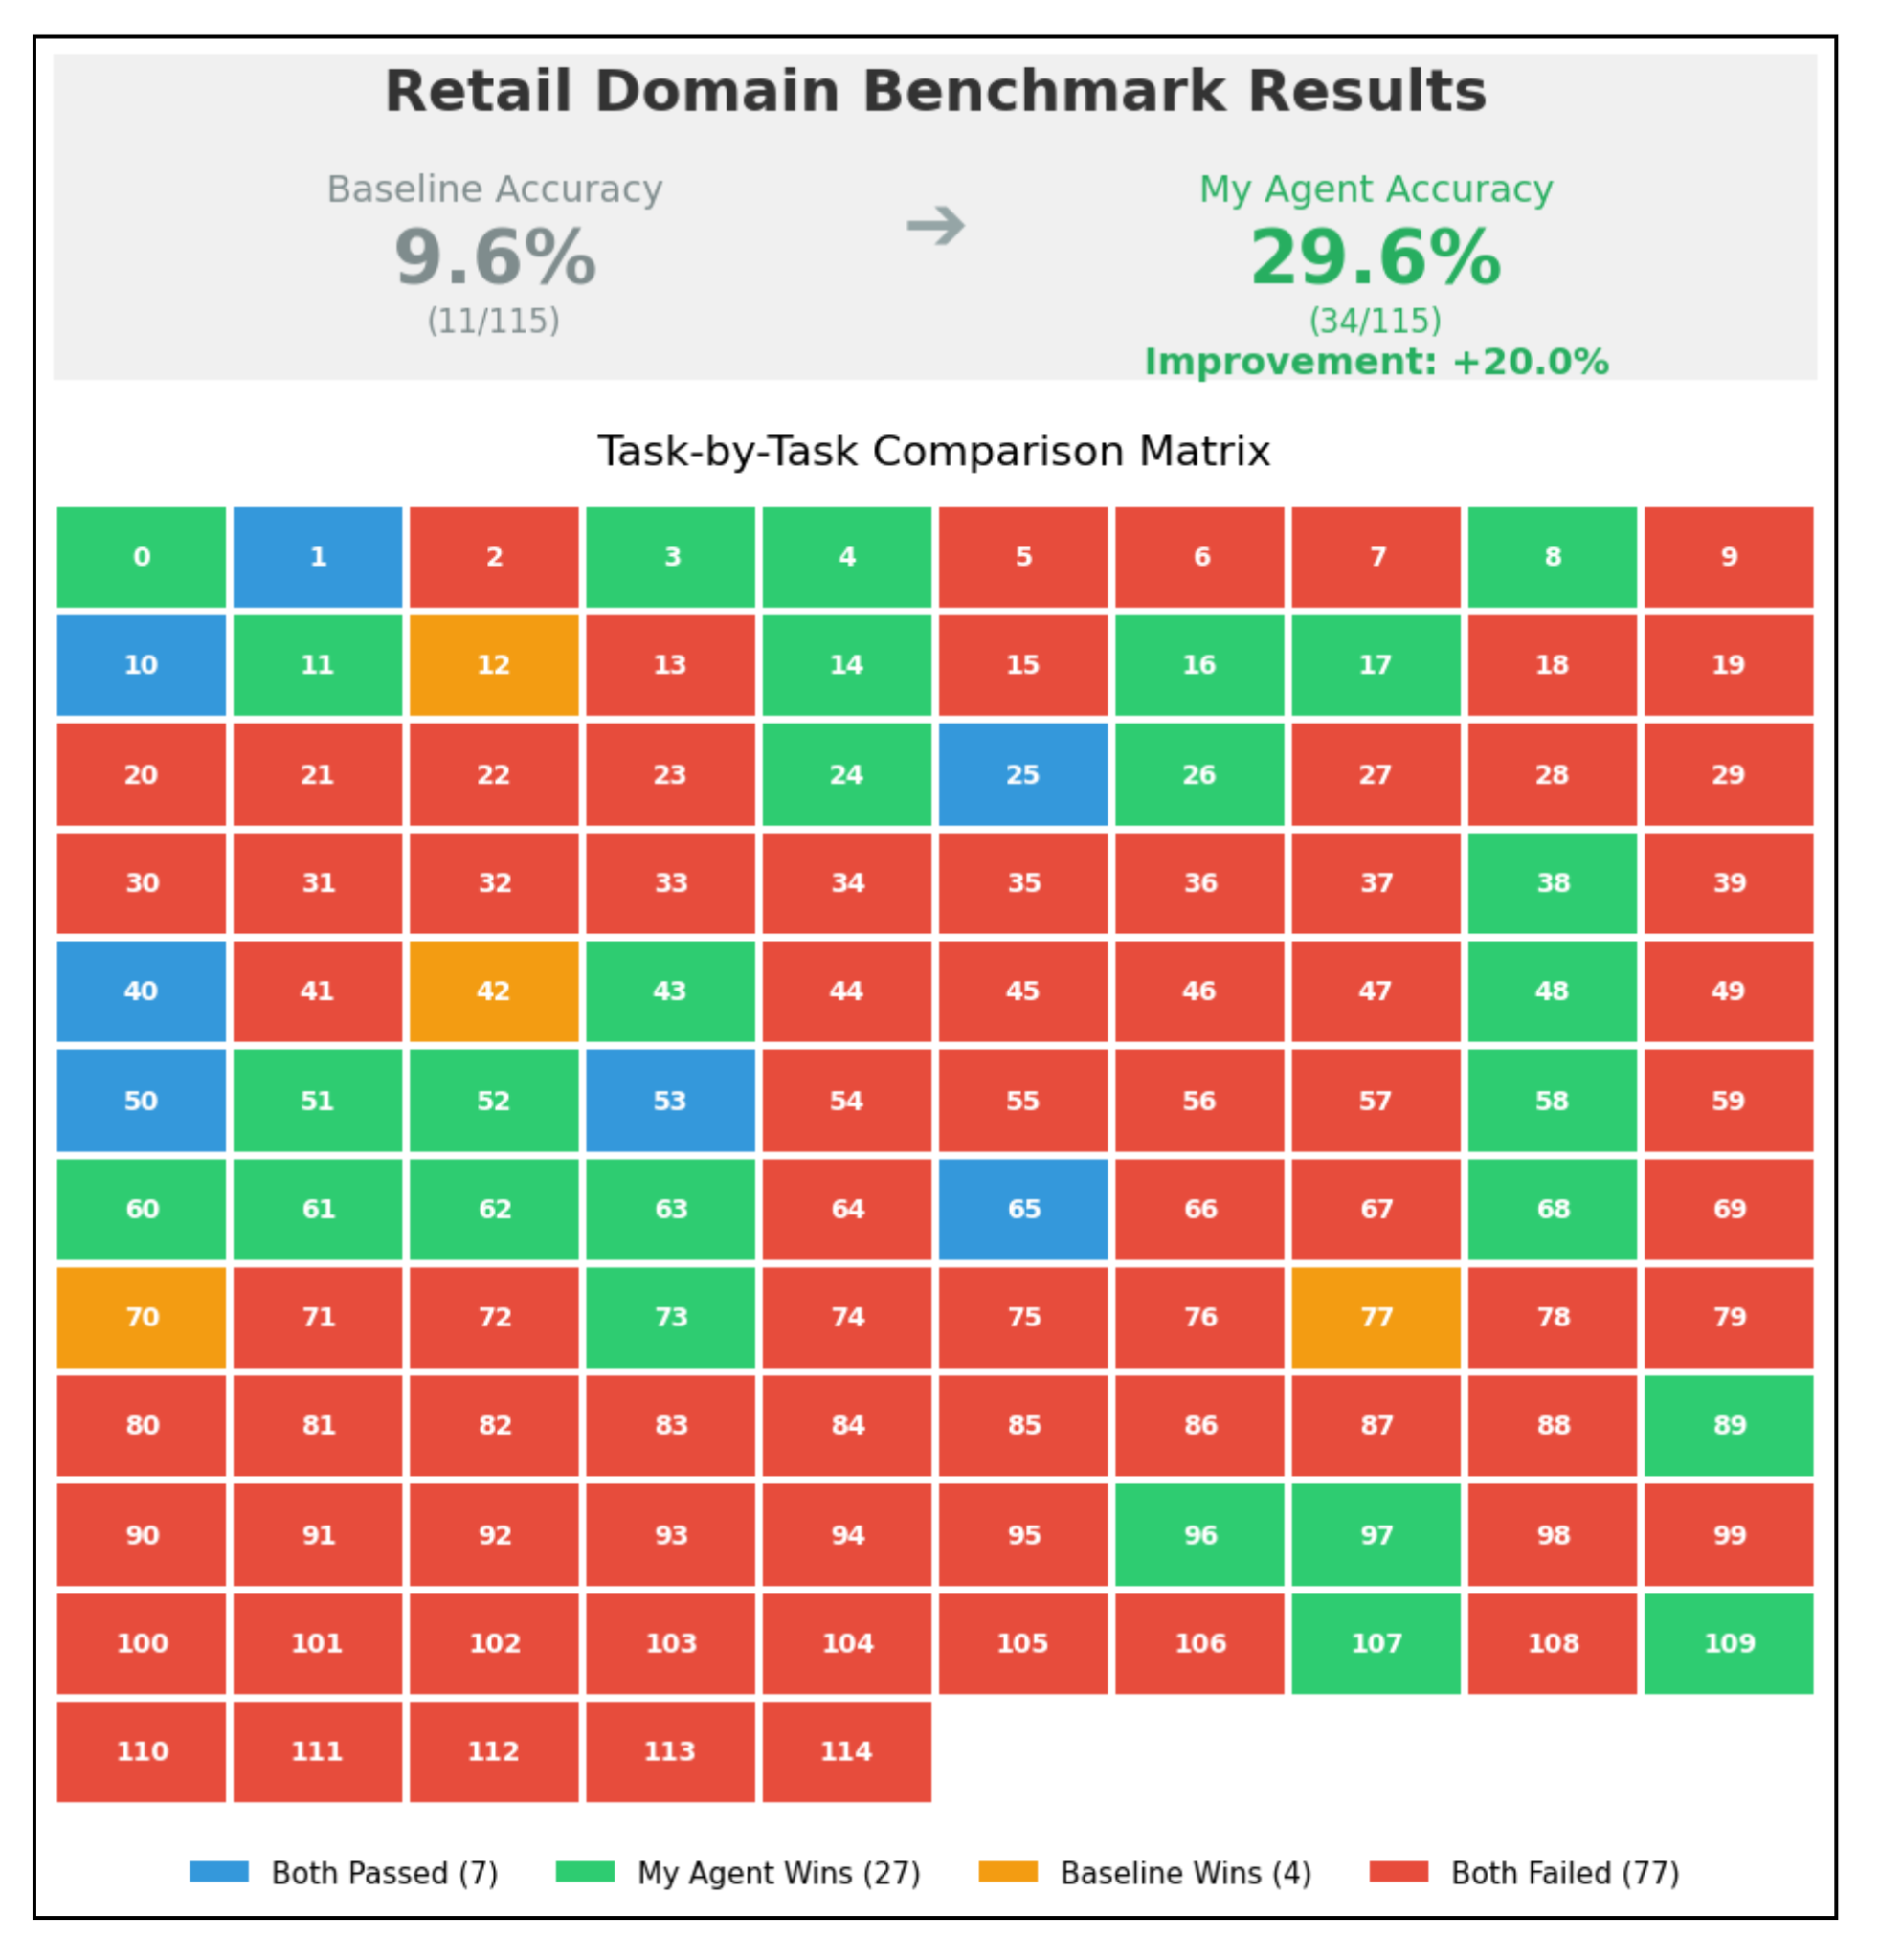 Retail Domain Benchmark Results
Baseline Accuracy
9.6%
(11/115)
➔
My Agent Accuracy
29.6%
(34/115)
Improvement: +20.0%
Task-by-Task Comparison Matrix
0 1 2 3 4 5 6 7 8 9
10 11 12 13 14 15 16 17 18 19
20 21 22 23 24 25 26 27 28 29
30 31 32 33 34 35 36 37 38 39
40 41 42 43 44 45 46 47 48 49
50 51 52 53 54 55 56 57 58 59
60 61 62 63 64 65 66 67 68 69
70 71 72 73 74 75 76 77 78 79
80 81 82 83 84 85 86 87 88 89
90 91 92 93 94 95 96 97 98 99
100 101 102 103 104 105 106 107 108 109
110 111 112 113 114
Both Passed (7) My Agent Wins (27) Baseline Wins (4) Both Failed (77)